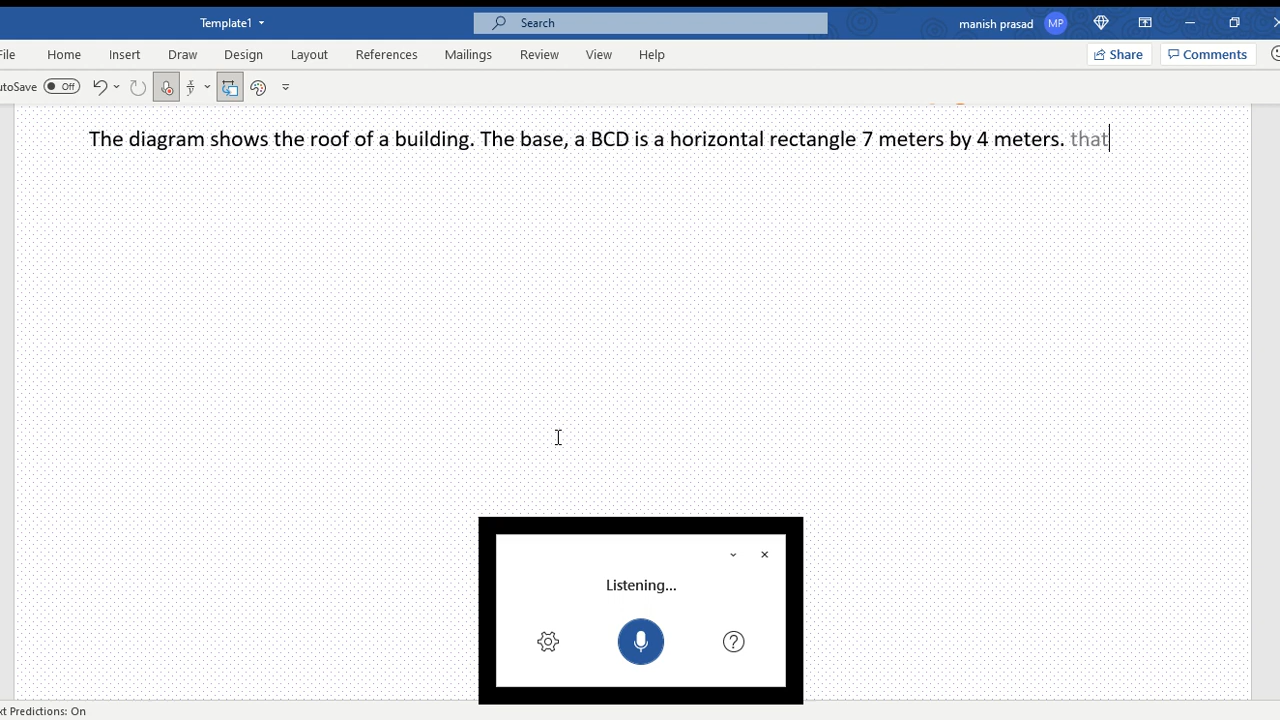 Template1
Search
manish prasad
MP
File Home Insert Draw Design Layout References Mailings Review View Help
Share
Comments
utoSave Off
x
y
The diagram shows the roof of a building. The base, a BCD is a horizontal rectangle 7 meters by 4 meters. that
Listening...
xt Predictions: On